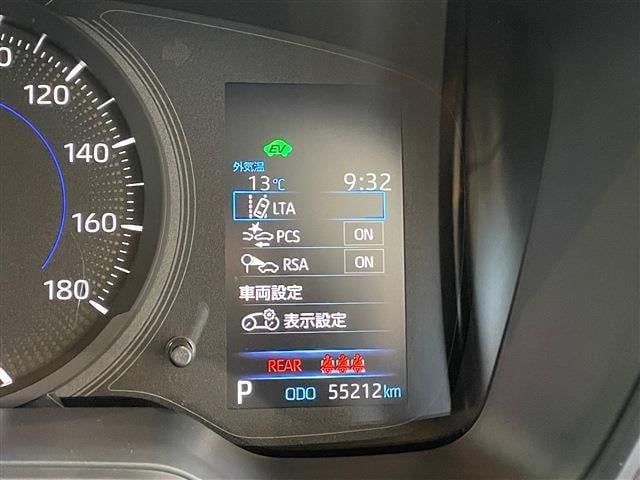 120
140
160
180
EV
外気温
13℃ 9:32
LTA
PCS ON
RSA ON
車両設定
表示設定
REAR
P ODO 55212km